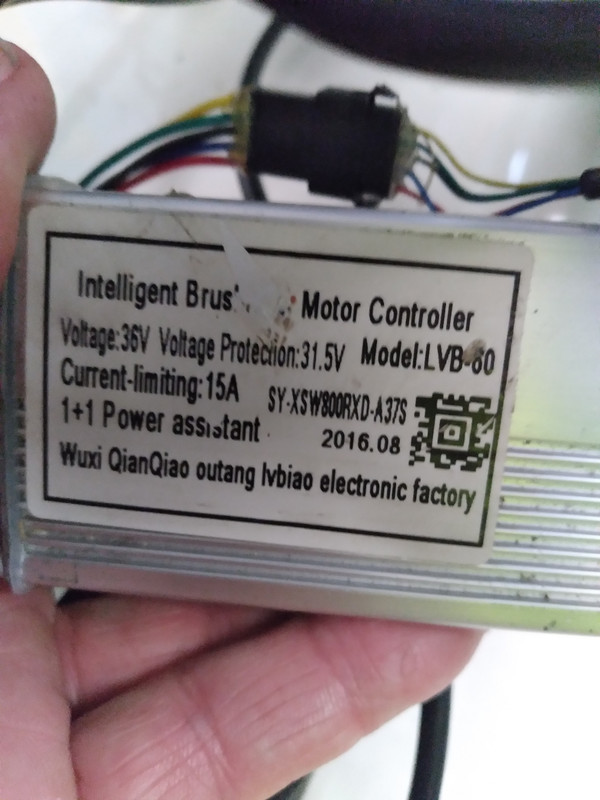 Intelligent Motor Controller
Voltage:36V Voltage Protection:31.5V Model:LVB-60
Current-limiting:15A SY-XSW800RXD-A37S
1+1 Power assistant 2016.08
Wuxi QianQiao outang lvbiao electronic factory